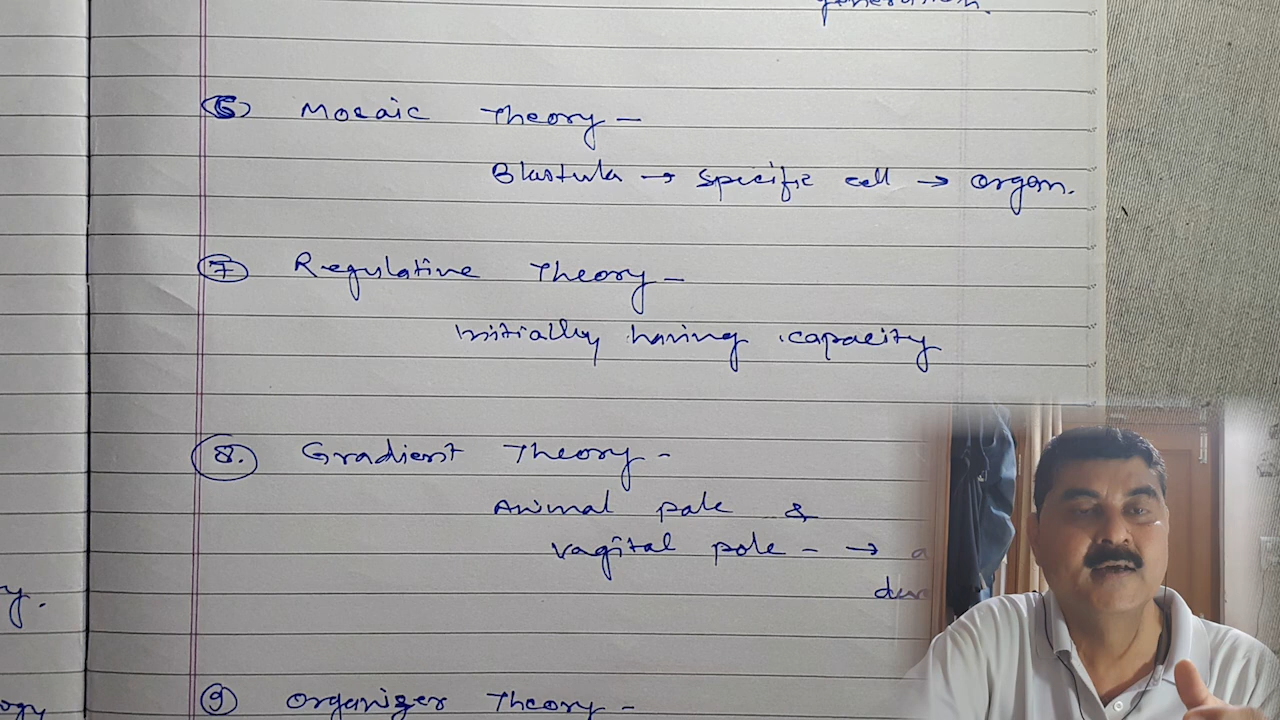 6 Mosaic Theory -
Blastula → Specific cell → organ.
7 Regulative Theory -
initially having capacity
8. Gradient Theory -
Animal pole &
vagital pole - → a
9 Organizer Theory -